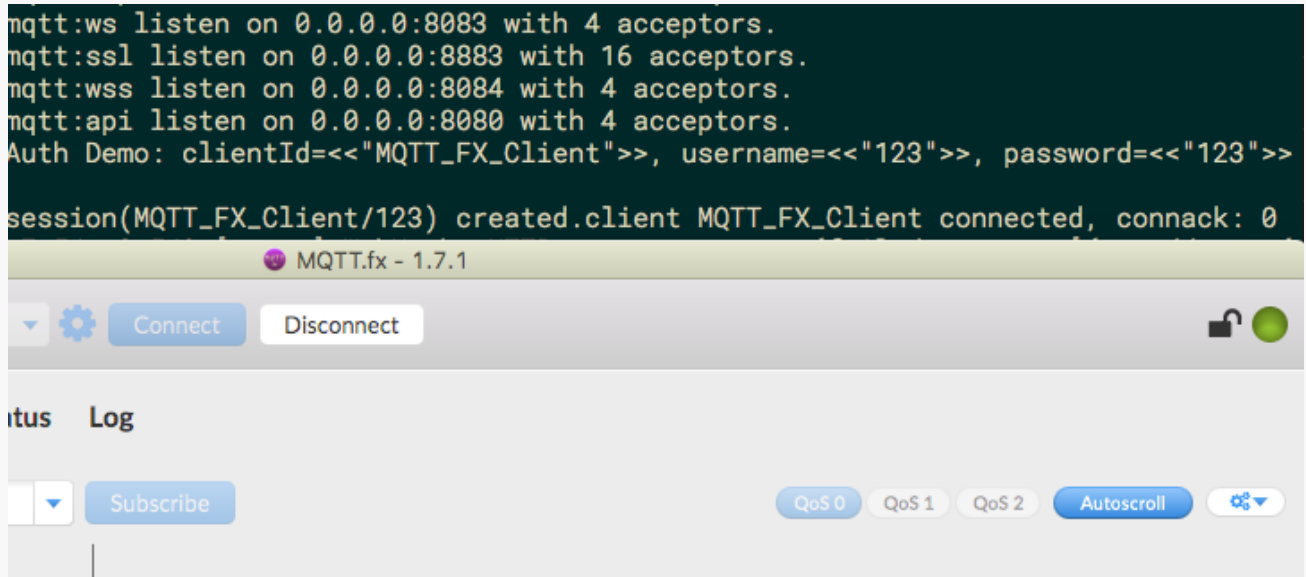 mqtt:ws listen on 0.0.0.0:8083 with 4 acceptors.
mqtt:ssl listen on 0.0.0.0:8883 with 16 acceptors.
mqtt:wss listen on 0.0.0.0:8084 with 4 acceptors.
mqtt:api listen on 0.0.0.0:8080 with 4 acceptors.
Auth Demo: clientId=<<"MQTT_FX_Client">>, username=<<"123">>, password=<<"123">>
session(MQTT_FX_Client/123) created.client MQTT_FX_Client connected, connack: 0
MQTT.fx - 1.7.1
Connect Disconnect
tus Log
Subscribe QoS 0 QoS 1 QoS 2 Autoscroll